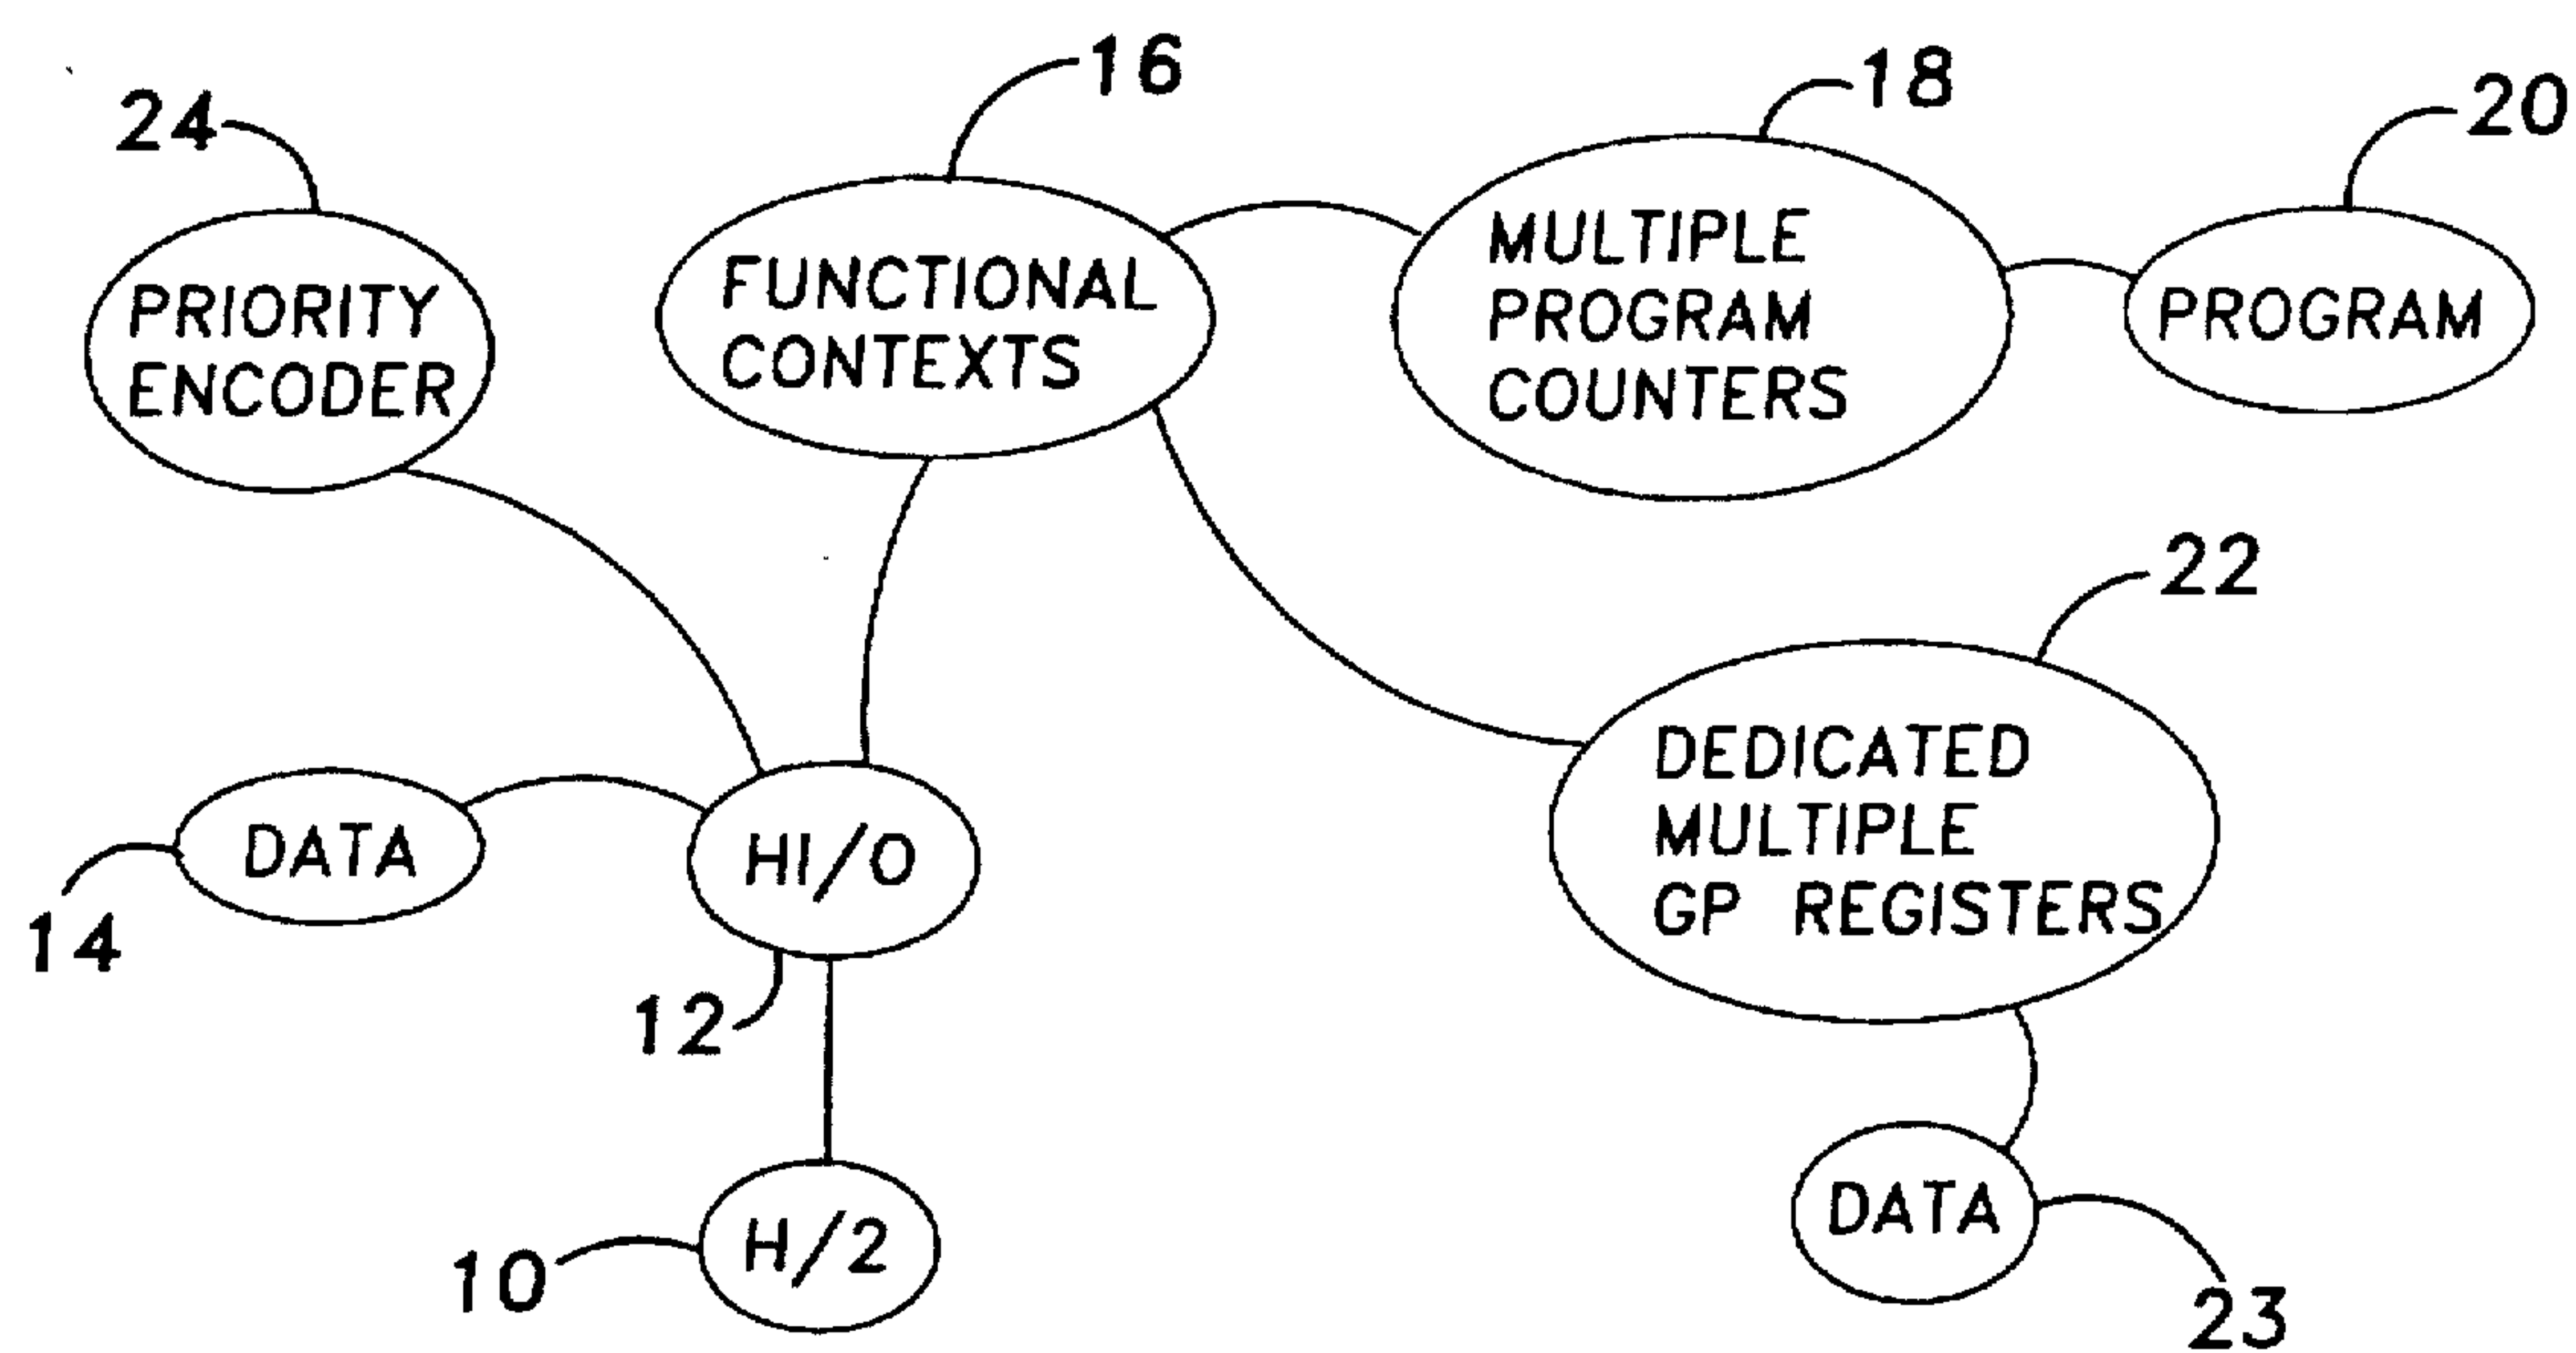 16
18
20
24
FUNCTIONAL
CONTEXTS
MULTIPLE
PROGRAM
COUNTERS
PROGRAM
PRIORITY
ENCODER
22
DEDICATED
MULTIPLE
GP REGISTERS
DATA
HI/O
14
12
DATA
H/2
10
23